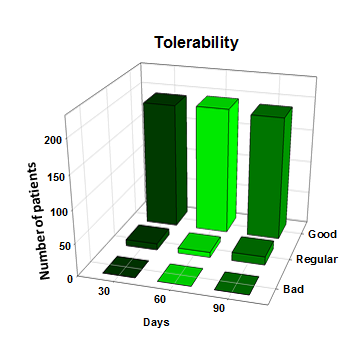 Tolerability
200
150
100
50
0
Number of patients
30
60
90
Days
Good
Regular
Bad